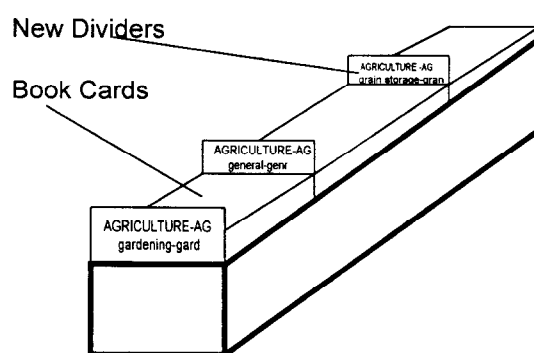 New Dividers
AGRICULTURE-AG
grain storage-gran
Book Cards
AGRICULTURE-AG
general-genr
AGRICULTURE-AG
gardening-gard